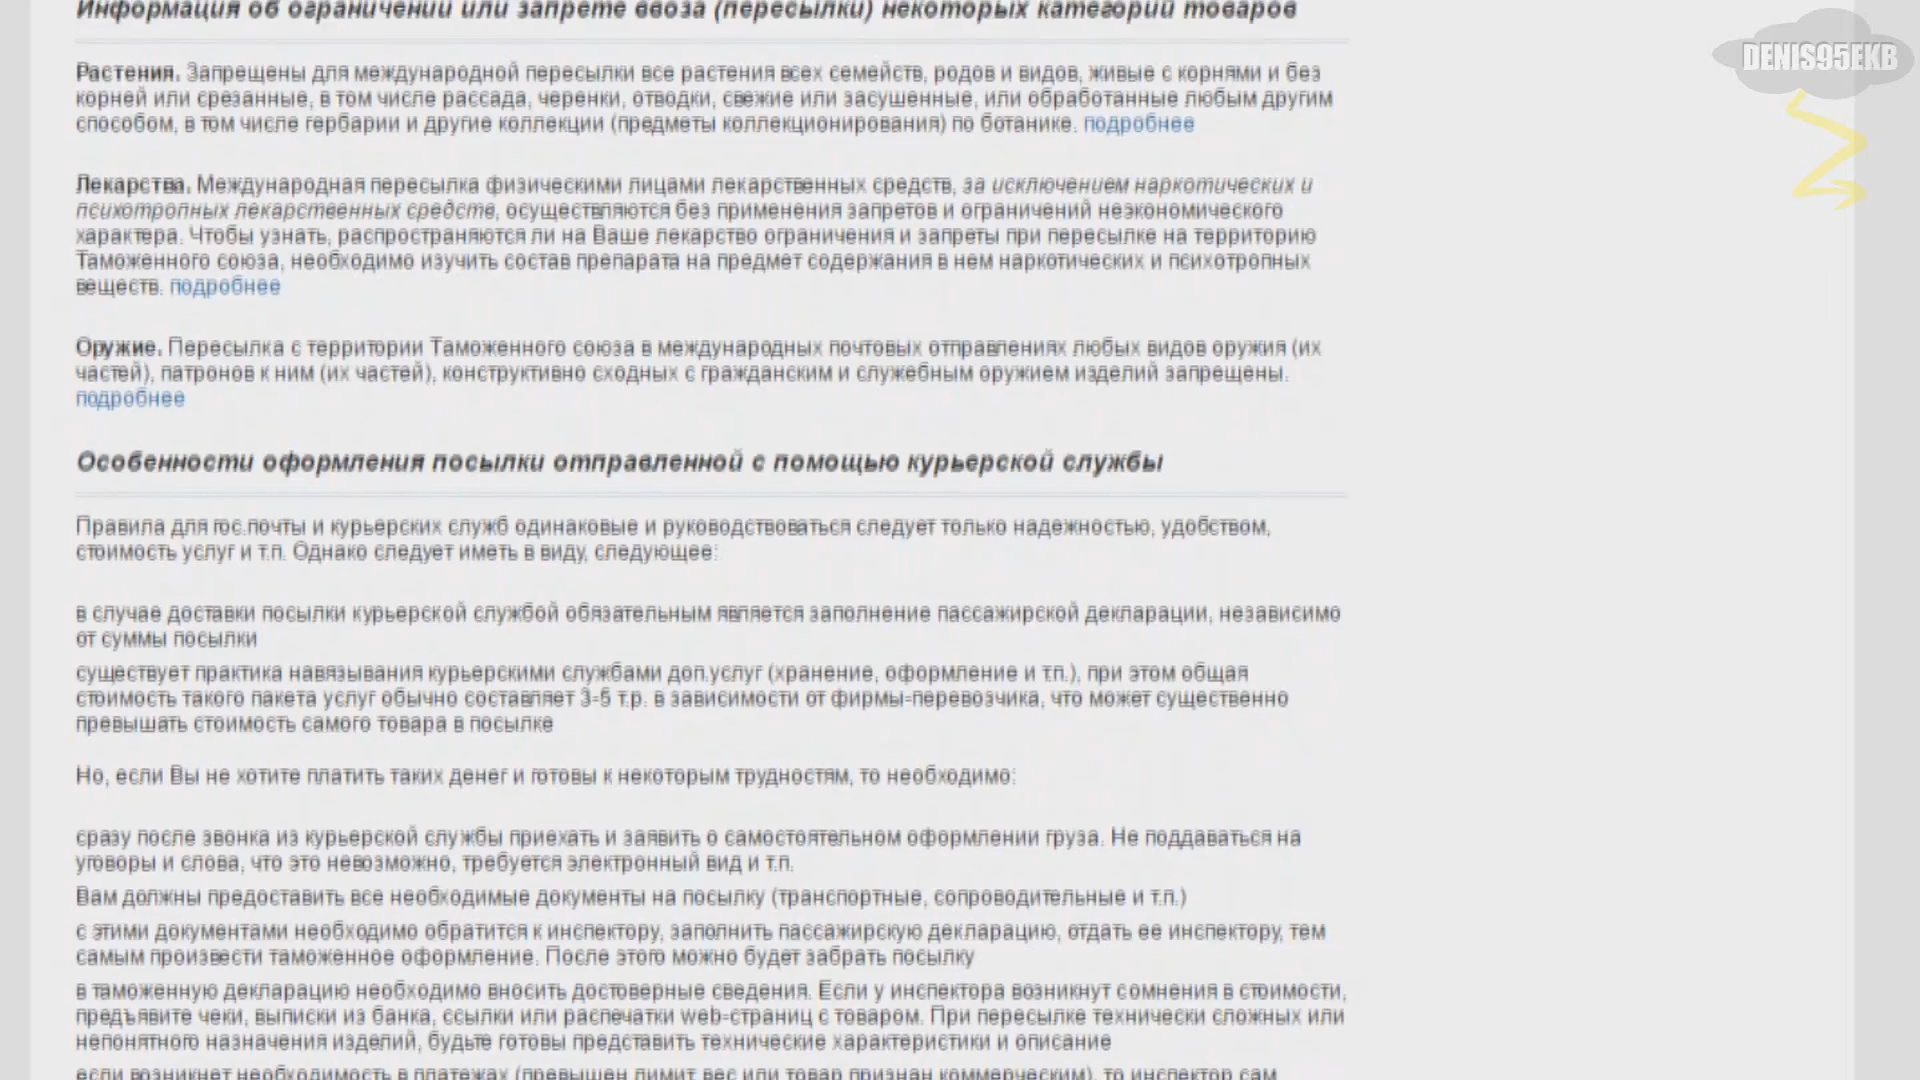 Информация об ограничении или запрете ввоза (пересылки) некоторых категорий товаров
DENIS95EKB
Растения. Запрещены для международной пересылки все растения всех семейств, родов и видов, живые с корнями и без
корней или срезанные, в том числе рассада, черенки, отводки, свежие или засушенные, или обработанные любым другим
способом, в том числе гербарии и другие коллекции (предметы коллекционирования) по ботанике. подробнее
Лекарства. Международная пересылка физическими лицами лекарственных средств, за исключением наркотических и
психотропных лекарственных средств, осуществляются без применения запретов и ограничений неэкономического
характера. Чтобы узнать, распространяются ли на Ваше лекарство ограничения и запреты при пересылке на территорию
Таможенного союза, необходимо изучить состав препарата на предмет содержания в нем наркотических и психотропных
веществ. подробнее
Оружие. Пересылка с территории Таможенного союза в международных почтовых отправлениях любых видов оружия (их
частей), патронов к ним (их частей), конструктивно сходных с гражданским и служебным оружием изделий запрещены.
подробнее
Особенности оформления посылки отправленной с помощью курьерской службы
Правила для гос.почты и курьерских служб одинаковые и руководствоваться следует только надежностью, удобством,
стоимость услуг и т.п. Однако следует иметь в виду, следующее:
в случае доставки посылки курьерской службой обязательным является заполнение пассажирской декларации, независимо
от суммы посылки
существует практика навязывания курьерскими службами доп.услуг (хранение, оформление и т.п.), при этом общая
стоимость такого пакета услуг обычно составляет 3-5 т.р. в зависимости от фирмы-перевозчика, что может существенно
превышать стоимость самого товара в посылке
Но, если Вы не хотите платить таких денег и готовы к некоторым трудностям, то необходимо:
сразу после звонка из курьерской службы приехать и заявить о самостоятельном оформлении груза. Не поддаваться на
уговоры и слова, что это невозможно, требуется электронный вид и т.п.
Вам должны предоставить все необходимые документы на посылку (транспортные, сопроводительные и т.п.)
с этими документами необходимо обратится к инспектору, заполнить пассажирскую декларацию, отдать ее инспектору, тем
самым произвести таможенное оформление. После этого можно будет забрать посылку
в таможенную декларацию необходимо вносить достоверные сведения. Если у инспектора возникнут сомнения в стоимости,
предъявите чеки, выписки из банка, ссылки или распечатки web-страниц с товаром. При пересылке технически сложных или
непонятного назначения изделий, будьте готовы представить технические характеристики и описание
если возникнет необходимость в платежах (превышен лимит, вес или товар признан коммерческим), то инспектор сам